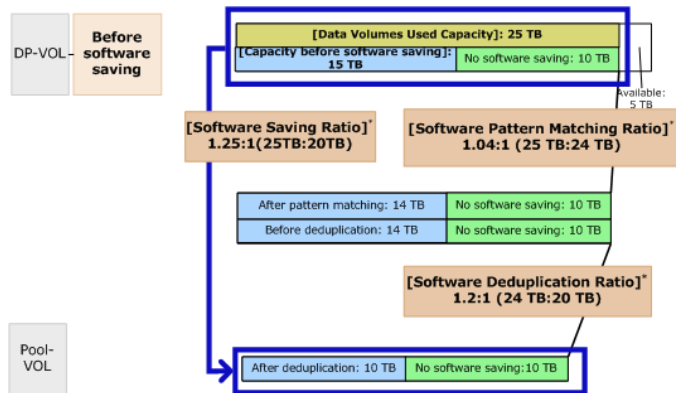 DP-VOL
Before
software
saving
[Data Volumes Used Capacity]: 25 TB
[Capacity before software saving]:
15 TB
No software saving: 10 TB
Available:
5 TB
[Software Saving Ratio]*
1.25:1(25TB:20TB)
[Software Pattern Matching Ratio]*
1.04:1 (25 TB:24 TB)
After pattern matching: 14 TB
No software saving: 10 TB
Before deduplication: 14 TB
No software saving: 10 TB
[Software Deduplication Ratio]*
1.2:1 (24 TB:20 TB)
Pool-
VOL
After deduplication: 10 TB
No software saving:10 TB